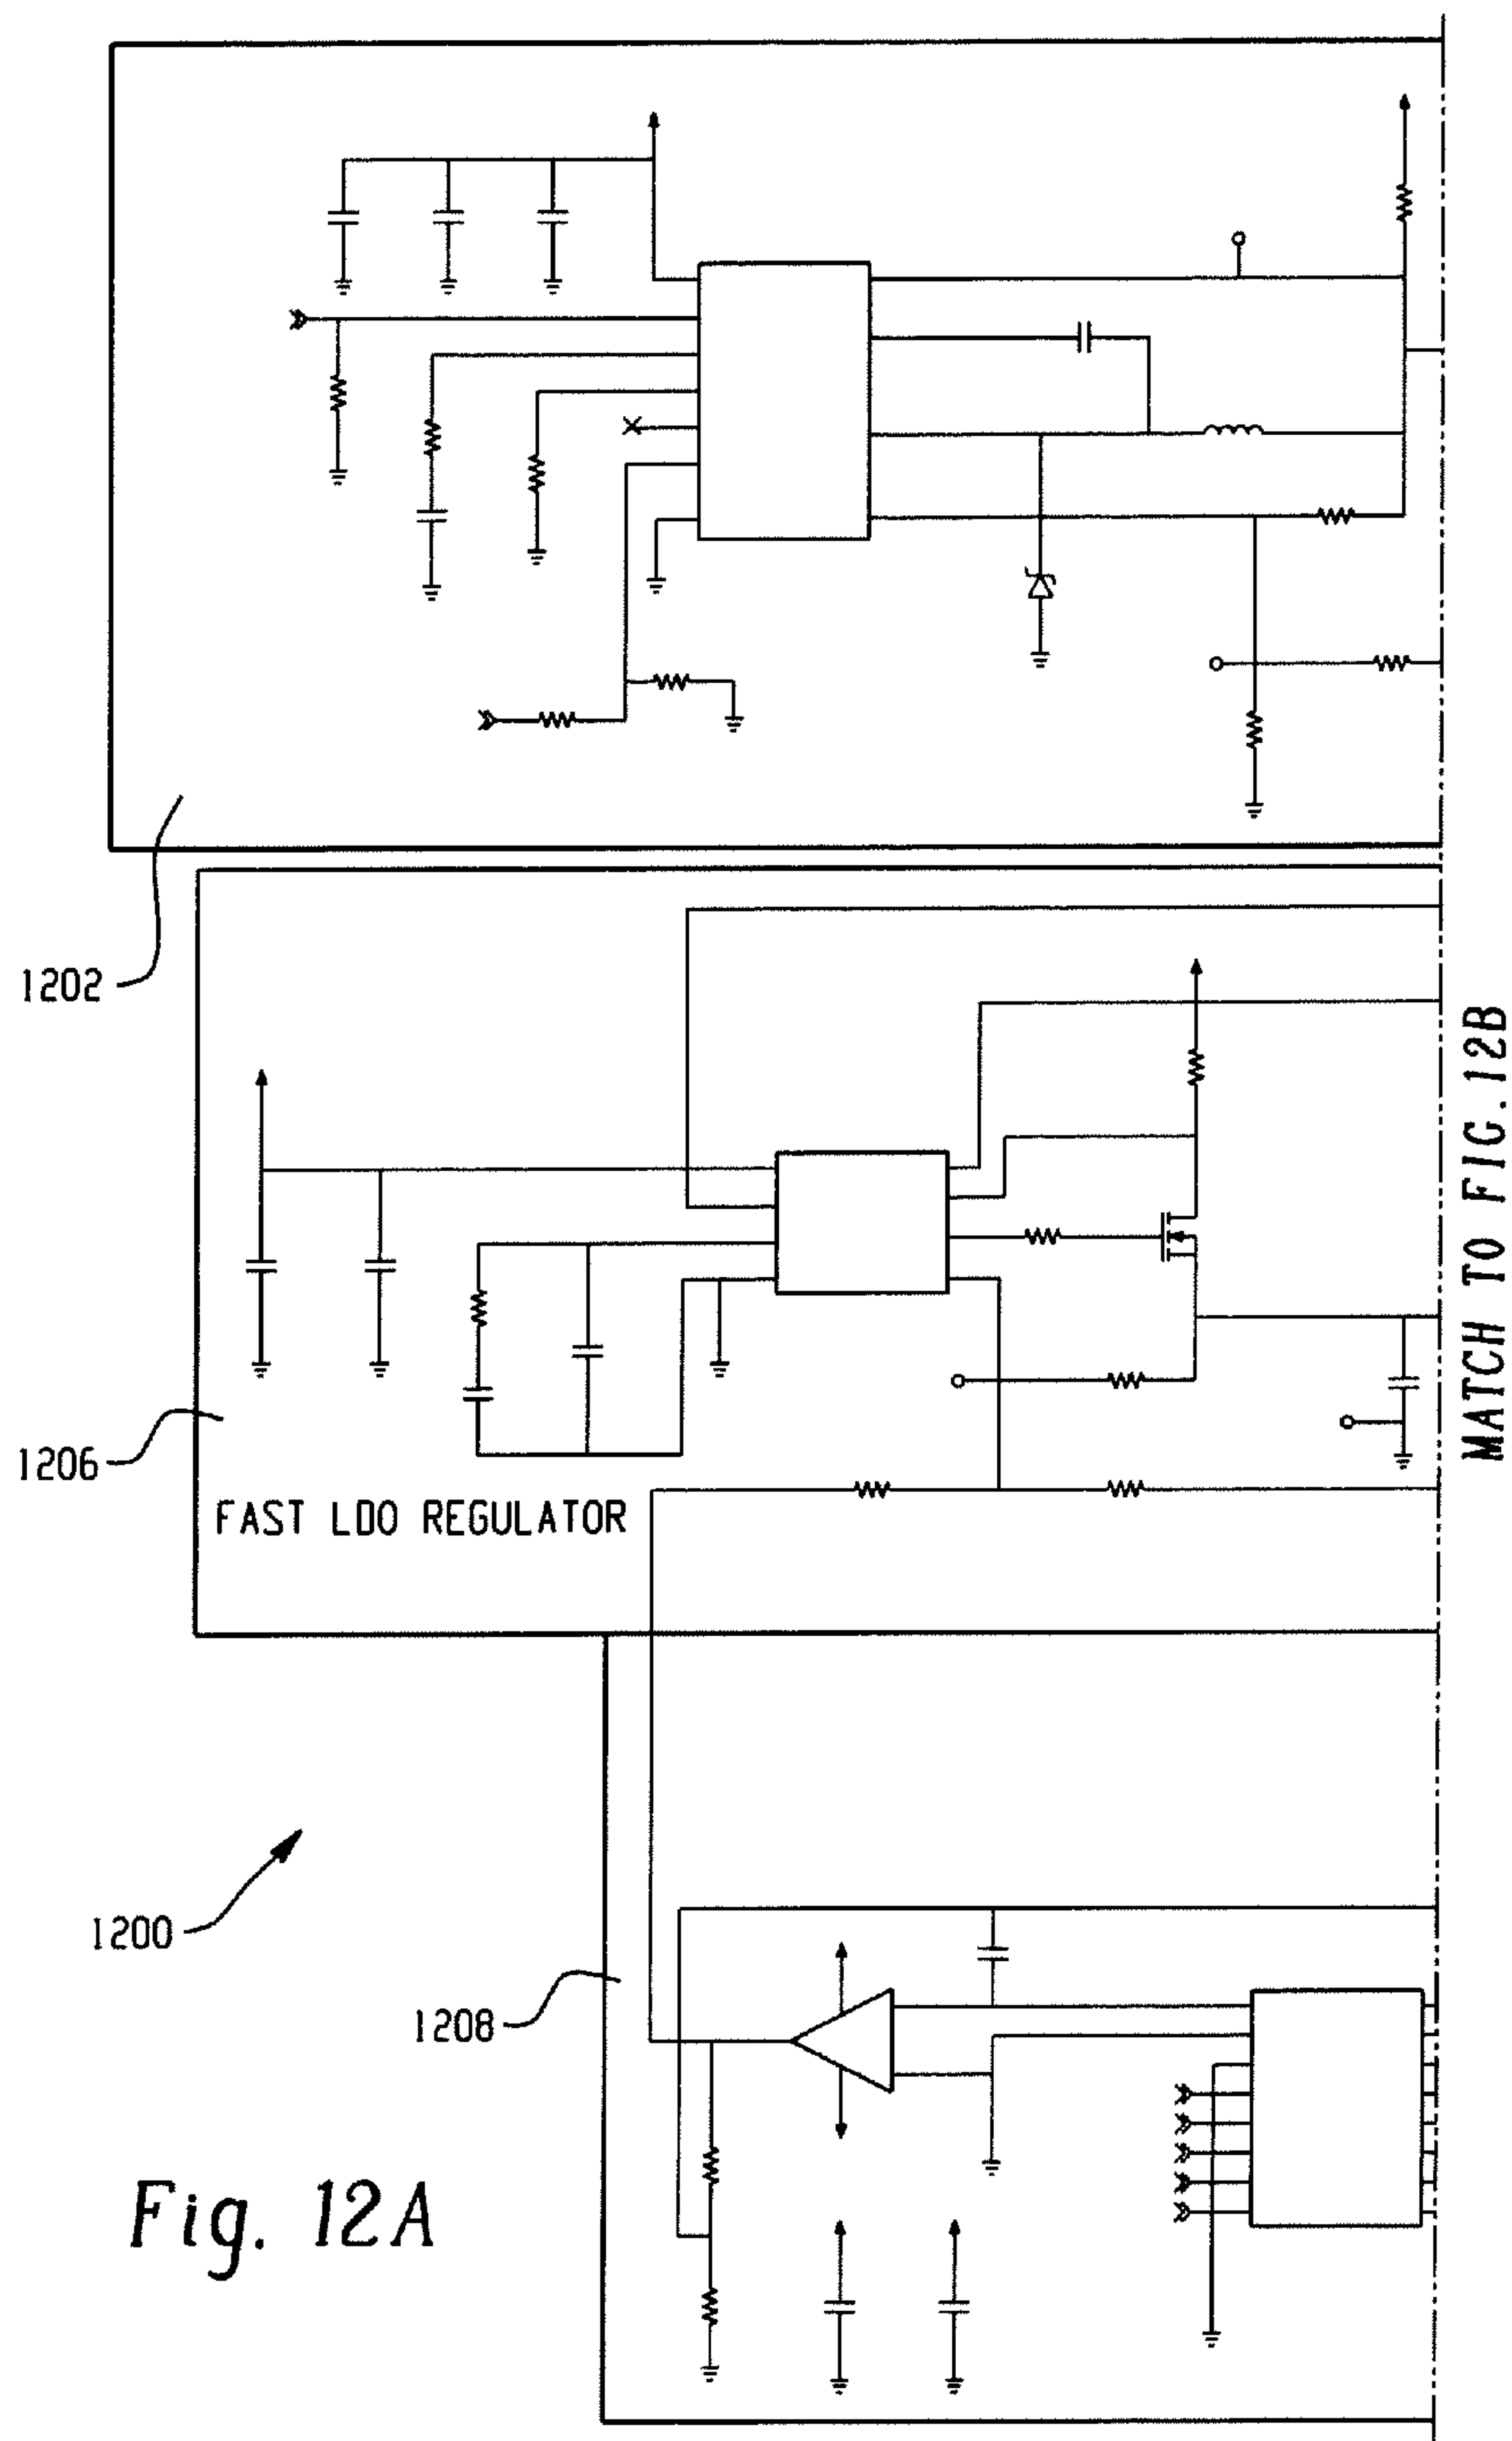 1202
1206
FAST LDO REGULATOR
MATCH TO FIG.12B
1200
1208
Fig. 12A